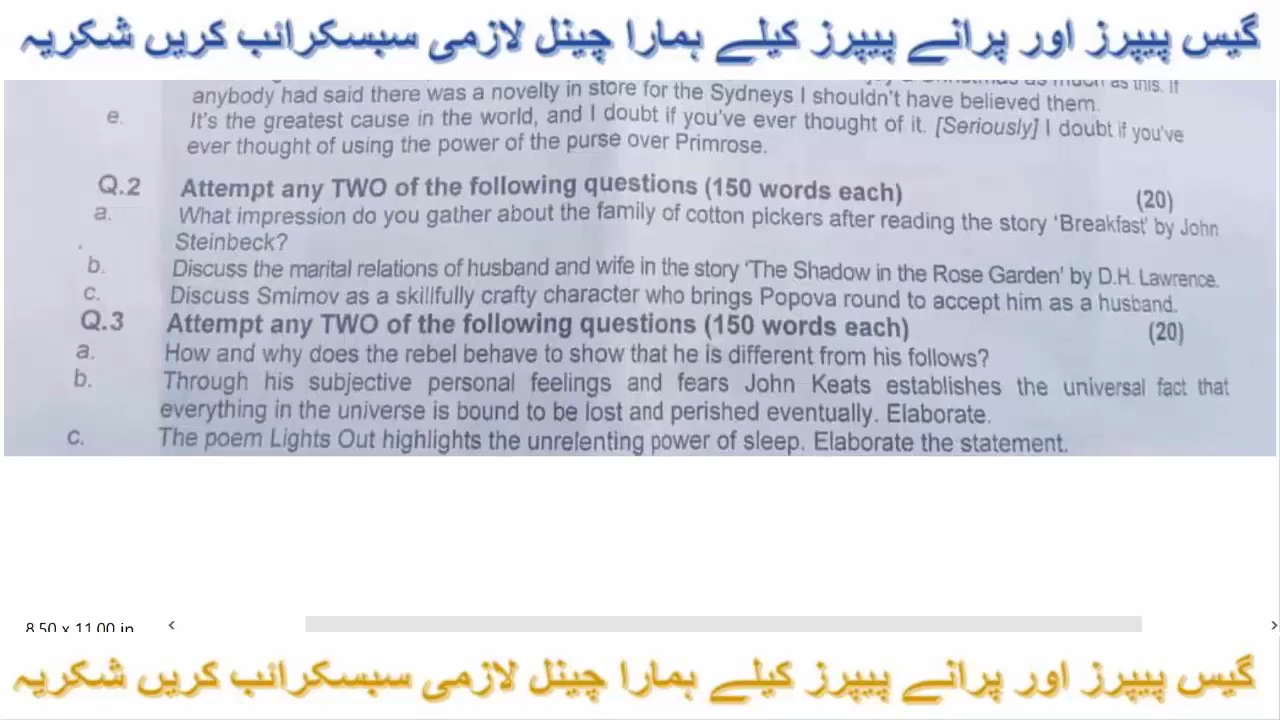 گیس پیپرز اور پرانے پیپرز کیلے ہمارا چینل لازمی سبسکرائب کریں شکریہ
as much as this. If
anybody had said there was a novelty in store for the Sydneys I shouldn't have believed them.
e. It's the greatest cause in the world, and I doubt if you've ever thought of it. [Seriously] I doubt if you've
ever thought of using the power of the purse over Primrose.
Q.2 Attempt any TWO of the following questions (150 words each) (20)
a. What impression do you gather about the family of cotton pickers after reading the story 'Breakfast' by John
Steinbeck?
b. Discuss the marital relations of husband and wife in the story 'The Shadow in the Rose Garden' by D.H. Lawrence.
c. Discuss Smimov as a skillfully crafty character who brings Popova round to accept him as a husband.
Q.3 Attempt any TWO of the following questions (150 words each) (20)
a. How and why does the rebel behave to show that he is different from his follows?
b. Through his subjective personal feelings and fears John Keats establishes the universal fact that
everything in the universe is bound to be lost and perished eventually. Elaborate.
c. The poem Lights Out highlights the unrelenting power of sleep. Elaborate the statement.
8.50 x 11.00 in
گیس پیپرز اور پرانے پیپرز کیلے ہمارا چینل لازمی سبسکرائب کریں شکریہ